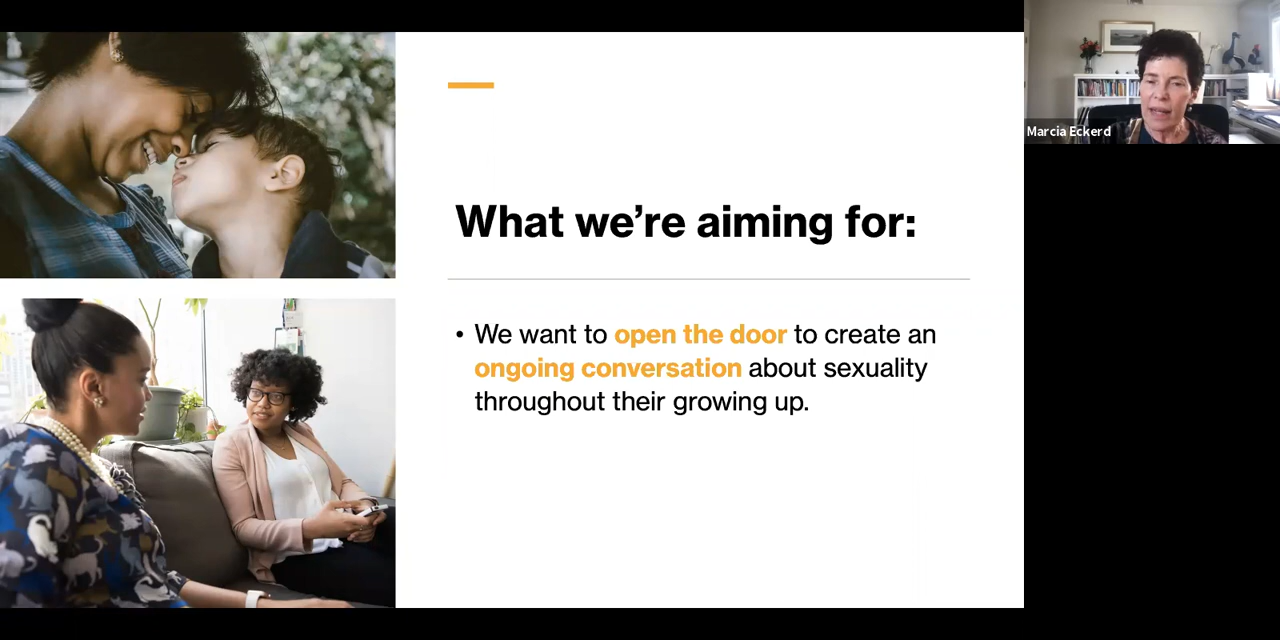 What we're aiming for:
• We want to open the door to create an
ongoing conversation about sexuality
throughout their growing up.
Marcia Eckerd